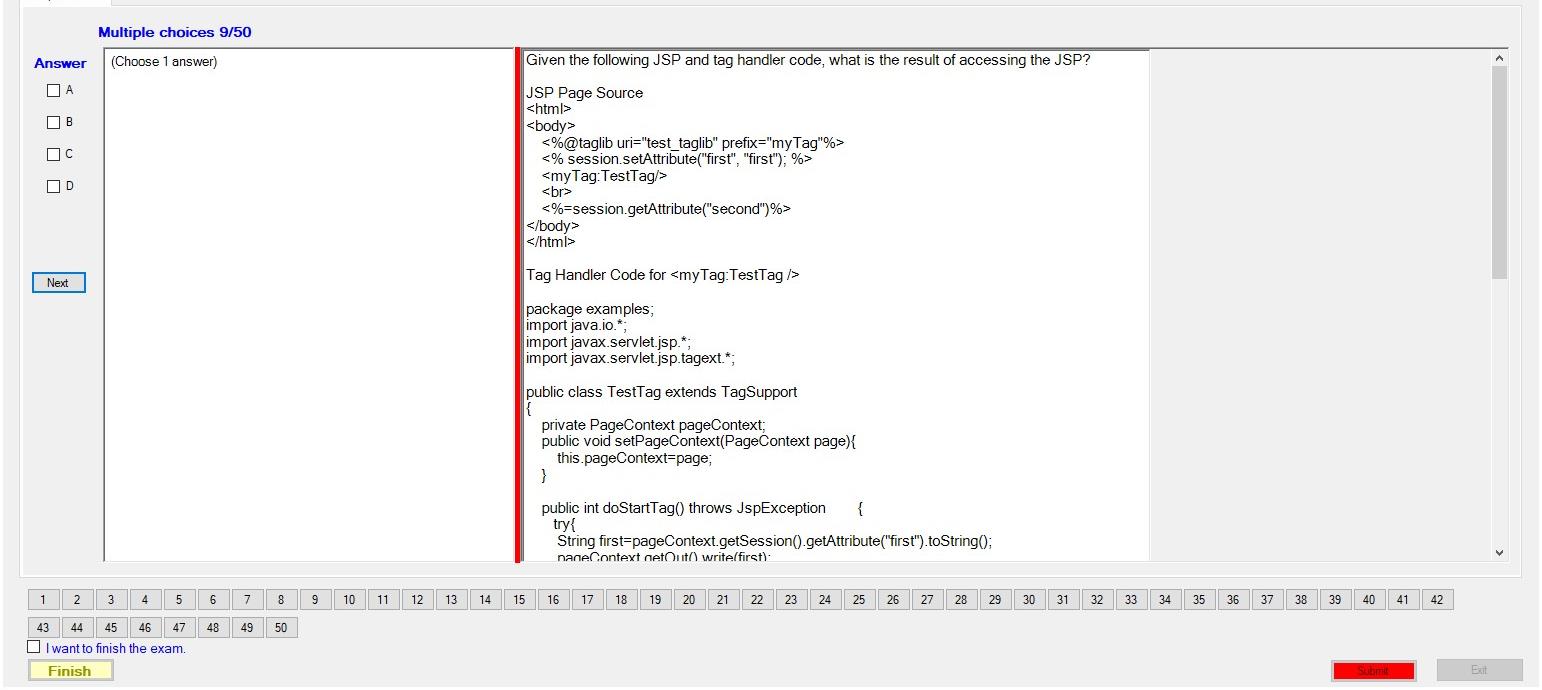 Multiple choices 9/50
Answer
A
B
C
D
Next
(Choose 1 answer)
Given the following JSP and tag handler code, what is the result of accessing the JSP?
JSP Page Source
<html>
<body>
<%@taglib uri="test_taglib" prefix="myTag"%>
<% session.setAttribute("first", "first"); %>
<myTag:TestTag/>
<br>
<%=session.getAttribute("second")%>
</body>
</html>
Tag Handler Code for <myTag:TestTag />
package examples;
import java.io.*;
import javax.servlet.jsp.*;
import javax.servlet.jsp.tagext.*;
public class TestTag extends TagSupport
{
private PageContext pageContext;
public void setPageContext(PageContext page){
this.pageContext=page;
}
public int doStartTag() throws JspException {
try{
String first=pageContext.getSession().getAttribute("first").toString();
pageContext.getOut().write(first);
1 2 3 4 5 6 7 8 9 10 11 12 13 14 15 16 17 18 19 20 21 22 23 24 25 26 27 28 29 30 31 32 33 34 35 36 37 38 39 40 41 42
43 44 45 46 47 48 49 50
I want to finish the exam.
Finish
Submit
Exit